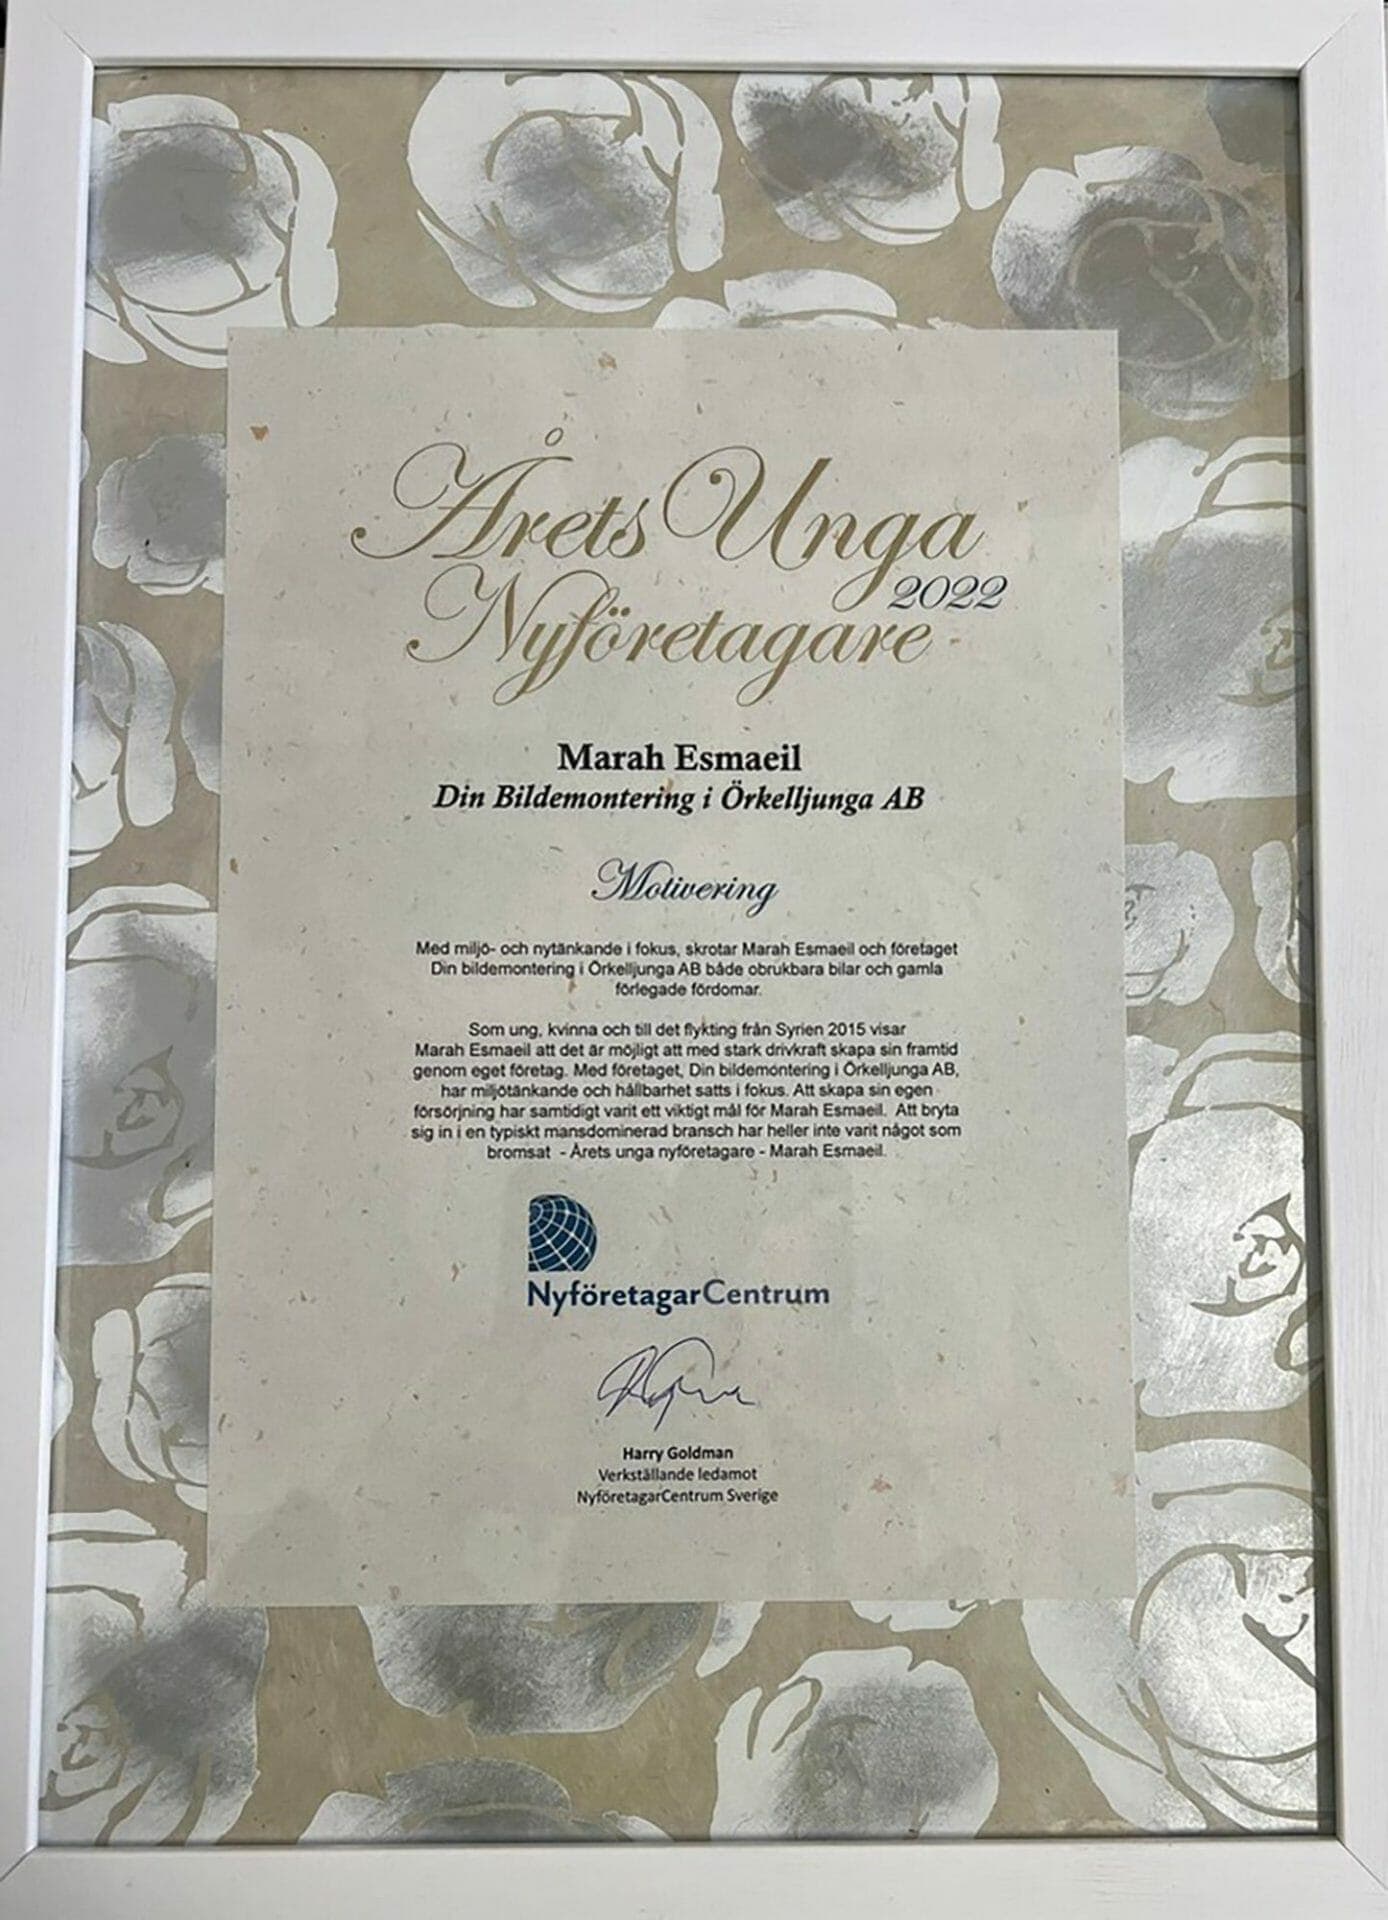 Årets Unga
Nyföretagare 2022
Marah Esmaeil
Din Bildemontering i Örkelljunga AB
Motivering
Med miljö- och nytänkande i fokus, skrotar Marah Esmaeil och företaget
Din bildemontering i Örkelljunga AB både obrukbara bilar och gamla
förlegade fördomar.
Som ung, kvinna och till det flykting från Syrien 2015 visar
Marah Esmaeil att det är möjligt att med stark drivkraft skapa sin framtid
genom eget företag. Med företaget, Din bildemontering i Örkelljunga AB,
har miljötänkande och hållbarhet satts i fokus. Att skapa sin egen
försörjning har samtidigt varit ett viktigt mål för Marah Esmaeil. Att bryta
sig in i en typiskt mansdominerad bransch har heller inte varit något som
bromsat - Årets unga nyföretagare - Marah Esmaeil.
NyföretagarCentrum
Harry Goldman
Verkställande ledamot
NyföretagarCentrum Sverige